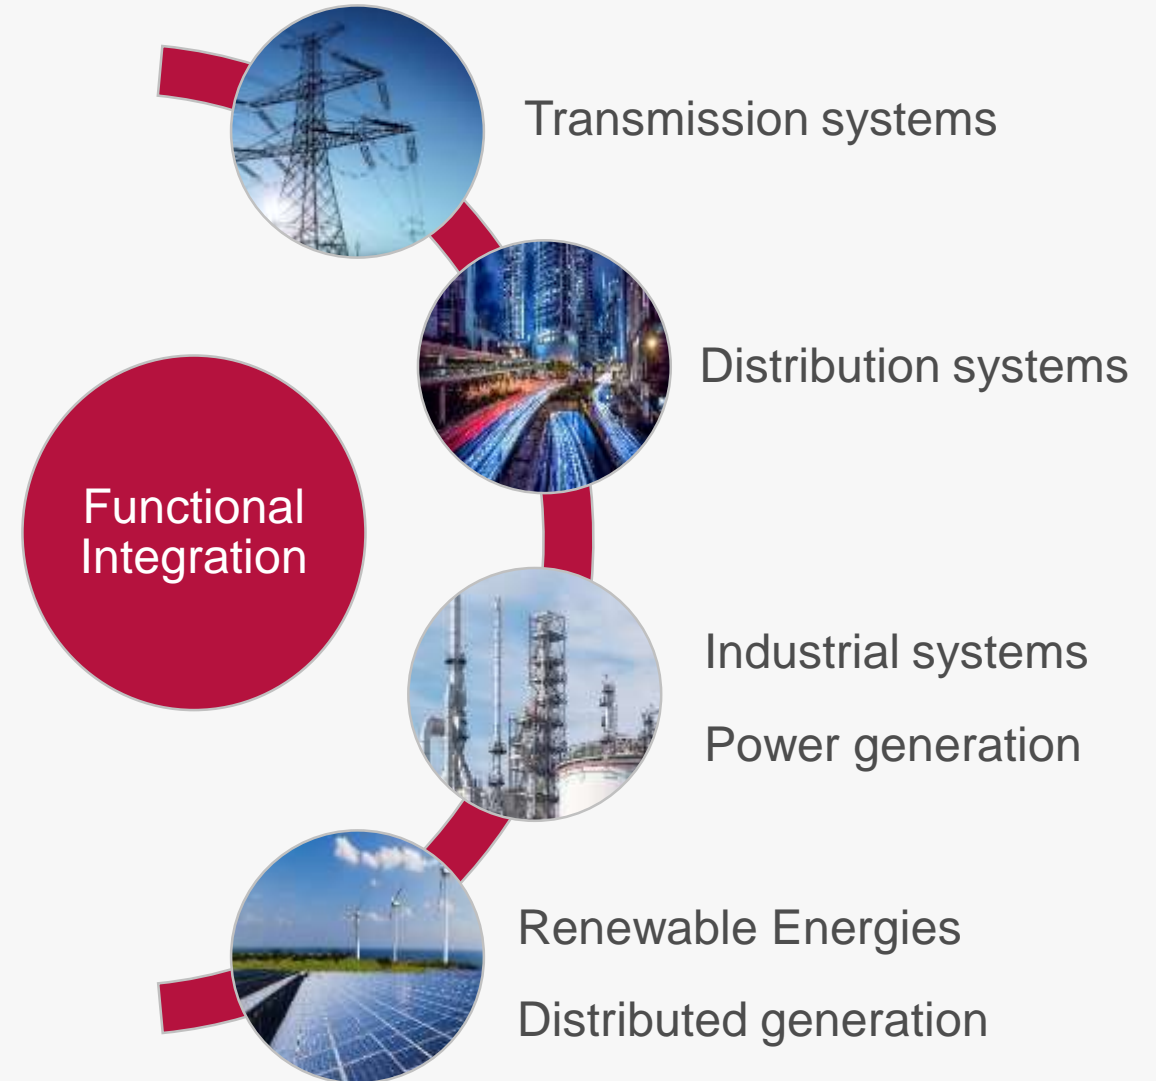 Transmission systems
Distribution systems
Functional
Integration
Industrial systems
Power generation
Renewable Energies
Distributed generation